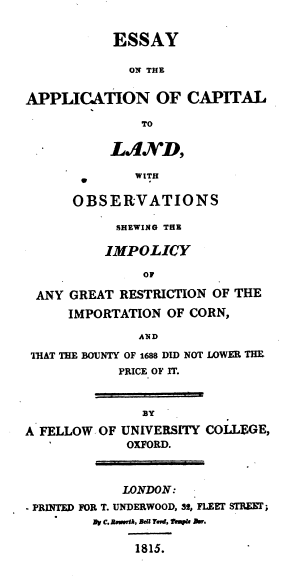 ESSAY
ON THE
APPLICATION OF CAPITAL
TO
LAND,
WITH
OBSERVATIONS
SHEWING THE
IMPOLICY
OF
ANY GREAT RESTRICTION OF THE
IMPORTATION OF CORN,
AND
THAT THE BOUNTY OF 1688 DID NOT LOWER THE
PRICE OF IT.
BY
A FELLOW OF UNIVERSITY COLLEGE,
OXFORD.
LONDON:
PRINTED FOR T. UNDERWOOD, 32, FLEET STREET;
By C. Roworth, Bell Yard, Temple Bar.
1815.